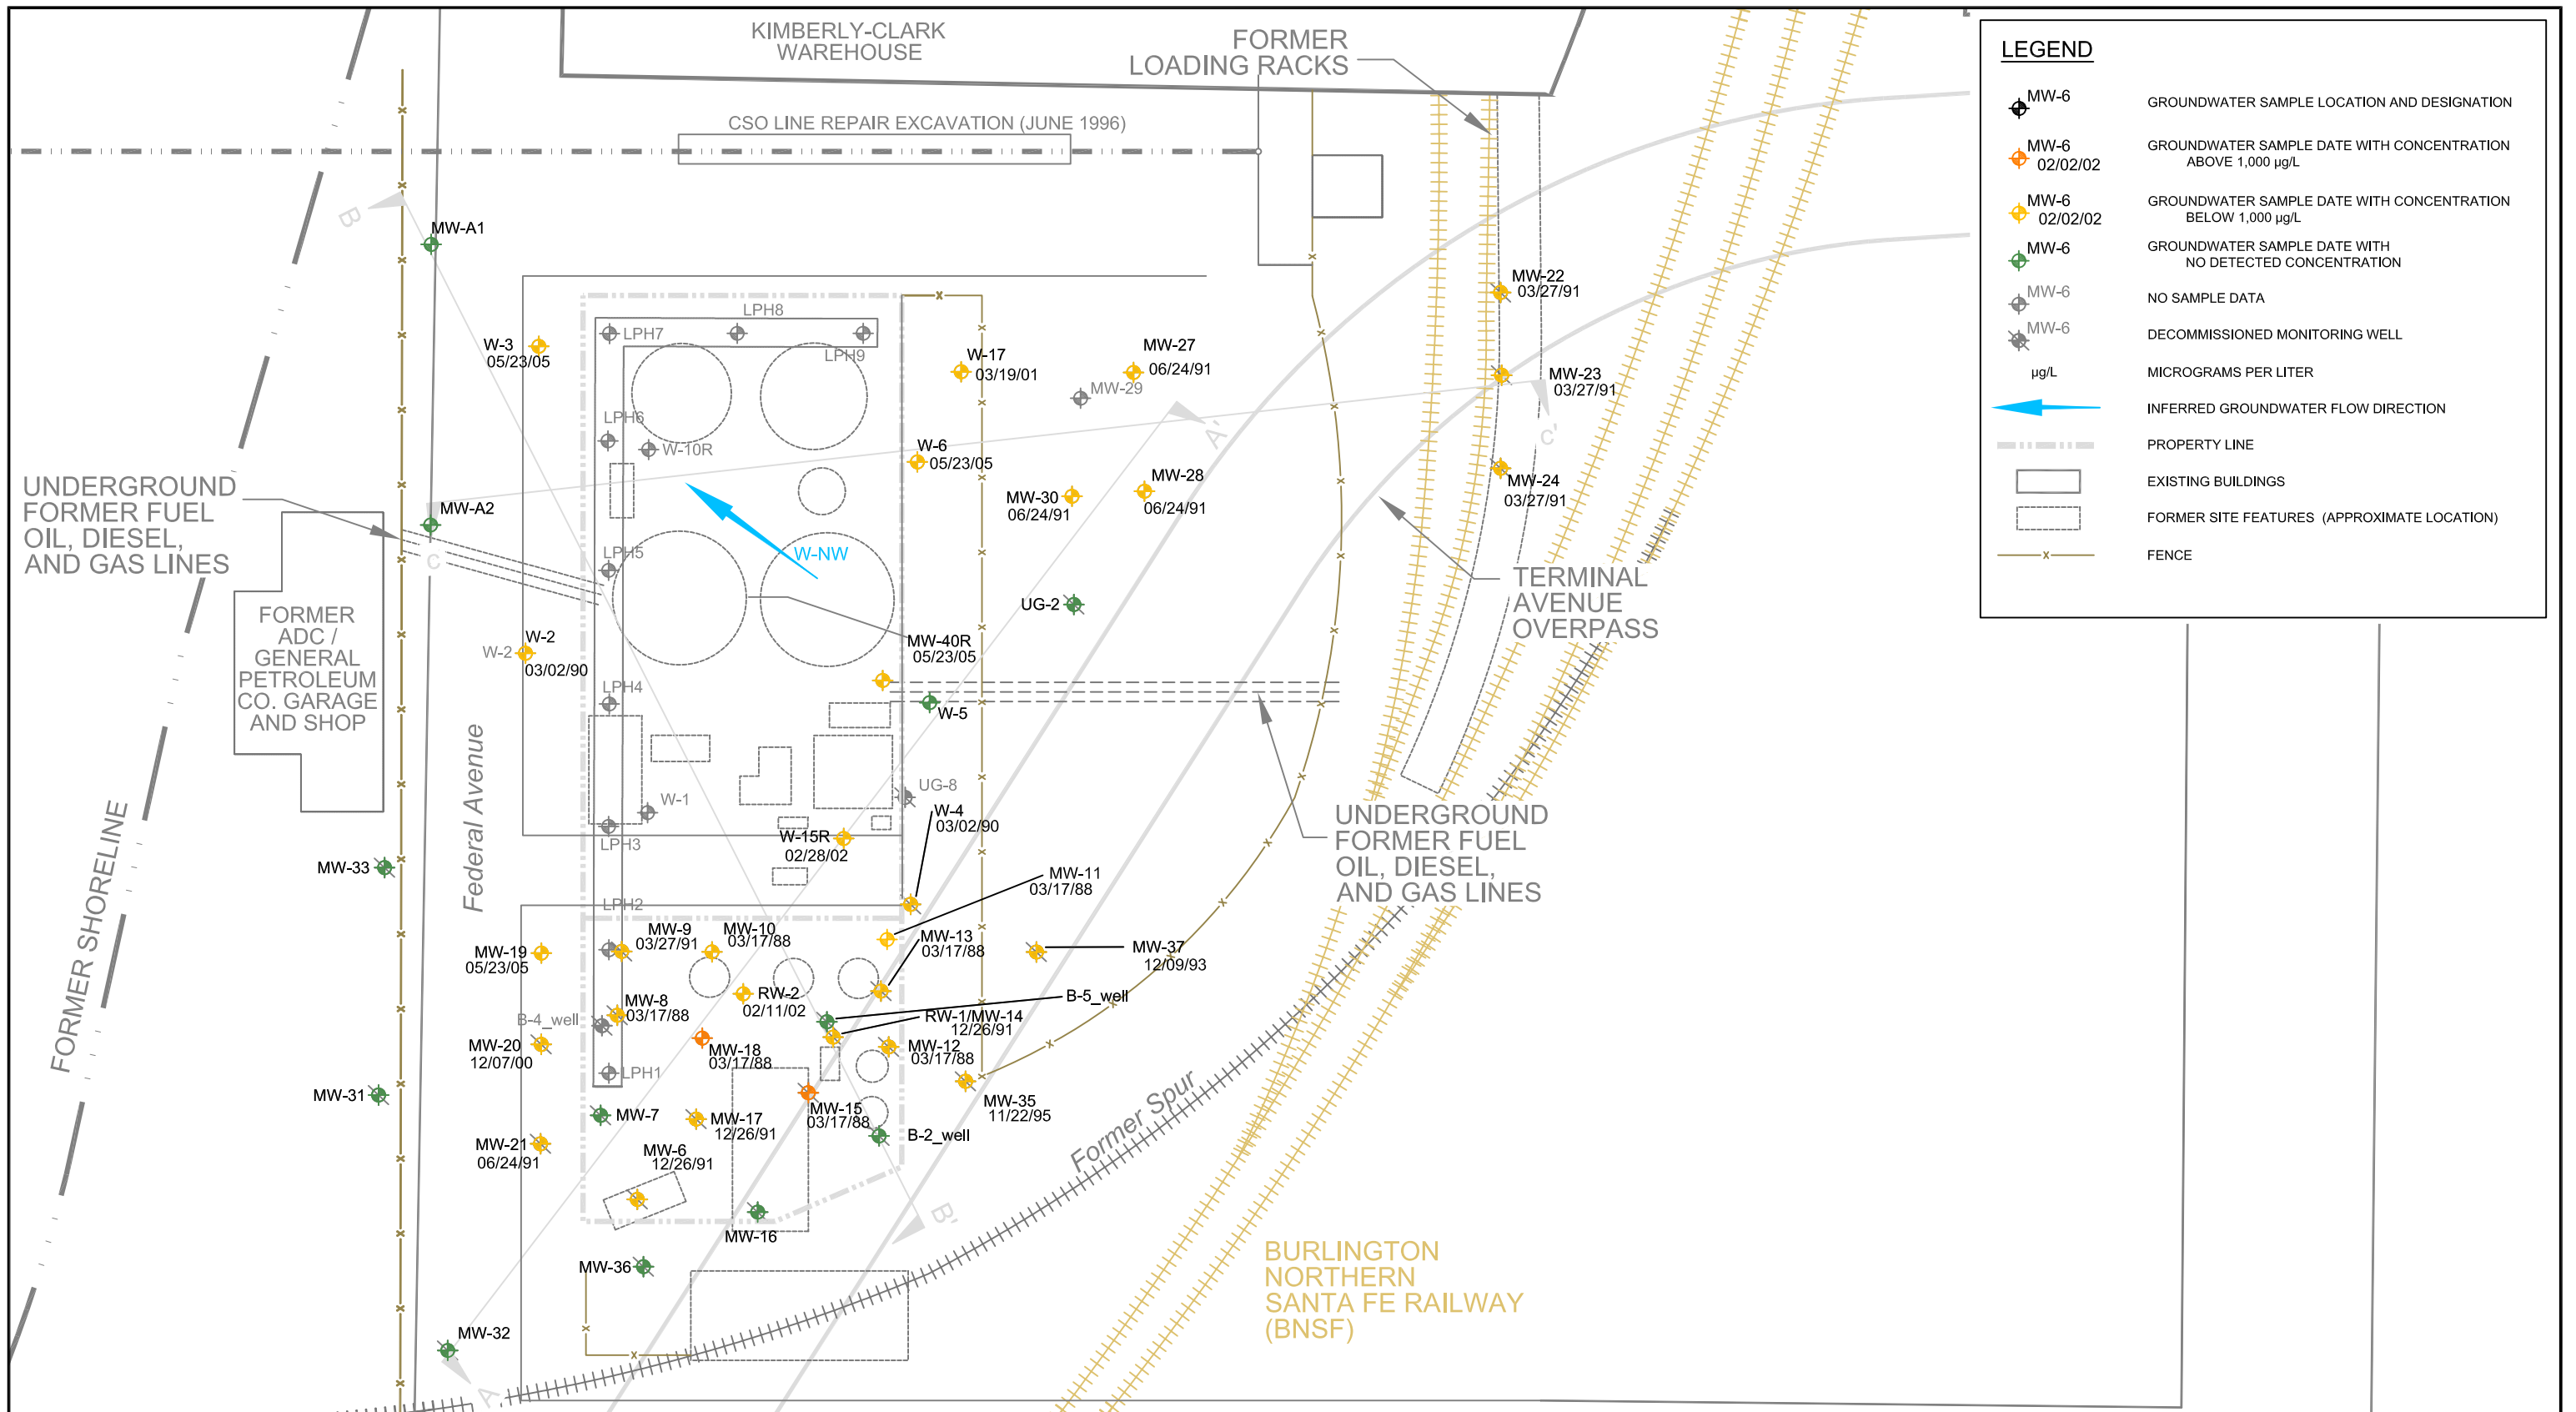 KIMBERLY-CLARK
WAREHOUSE
FORMER
LOADING RACKS
CSO LINE REPAIR EXCAVATION (JUNE 1996)
LEGEND
MW-6
GROUNDWATER SAMPLE LOCATION AND DESIGNATION
MW-6
02/02/02
GROUNDWATER SAMPLE DATE WITH CONCENTRATION
ABOVE 1,000 µg/L
MW-6
02/02/02
GROUNDWATER SAMPLE DATE WITH CONCENTRATION
BELOW 1,000 µg/L
MW-6
GROUNDWATER SAMPLE DATE WITH
NO DETECTED CONCENTRATION
MW-6
NO SAMPLE DATA
MW-6
DECOMMISSIONED MONITORING WELL
µg/L
MICROGRAMS PER LITER
INFERRED GROUNDWATER FLOW DIRECTION
PROPERTY LINE
EXISTING BUILDINGS
FORMER SITE FEATURES (APPROXIMATE LOCATION)
FENCE
B
MW-A1
MW-22
03/27/91
LPH7
LPH8
LPH9
W-3
05/23/05
W-17
03/19/01
MW-27
06/24/91
MW-29
MW-23
03/27/91
LPH6
W-10R
A'
C'
W-6
05/23/05
MW-30
06/24/91
MW-28
06/24/91
MW-24
03/27/91
UNDERGROUND
FORMER FUEL
OIL, DIESEL,
AND GAS LINES
MW-A2
C
LPH5
W-NW
UG-2
TERMINAL
AVENUE
OVERPASS
FORMER
ADC /
GENERAL
PETROLEUM
CO. GARAGE
AND SHOP
W-2
W-2
03/02/90
MW-40R
05/23/05
LPH4
W-5
Federal Avenue
UG-8
W-1
W-4
03/02/90
LPH3
W-15R
02/28/02
UNDERGROUND
FORMER FUEL
OIL, DIESEL,
AND GAS LINES
FORMER SHORELINE
MW-33
MW-11
03/17/88
LPH2
MW-19
05/23/05
MW-9
03/27/91
MW-10
03/17/88
MW-13
03/17/88
MW-37
12/09/93
RW-2
02/11/02
B-5_well
MW-8
03/17/88
B-4_well
RW-1/MW-14
12/26/91
MW-20
12/07/00
MW-18
03/17/88
MW-12
03/17/88
LPH1
MW-31
MW-7
MW-17
12/26/91
MW-15
03/17/88
MW-35
11/22/95
B-2_well
Former Spur
MW-21
06/24/91
MW-6
12/26/91
B'
MW-16
MW-36
BURLINGTON
NORTHERN
SANTA FE RAILWAY
(BNSF)
MW-32
A